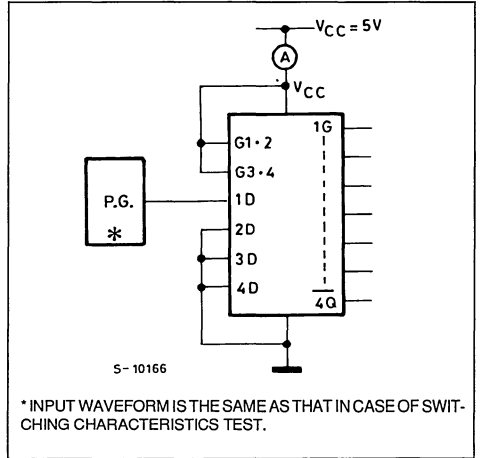 VCC = 5V
A
VCC
1G
G1·2
G3·4
P.G.
*
1D
2D
3D
4D
4Q
S-10166
* INPUT WAVEFORM IS THE SAME AS THAT IN CASE OF SWIT-
CHING CHARACTERISTICS TEST.